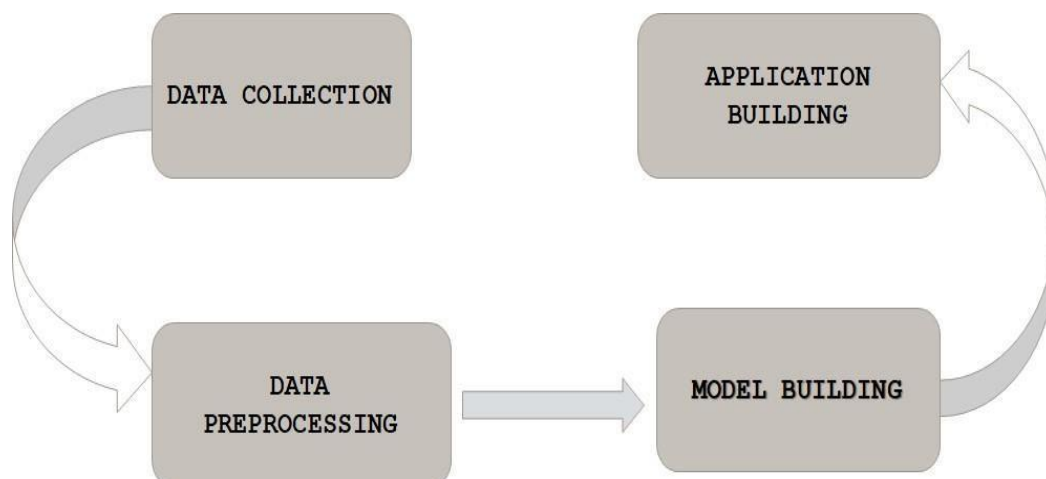 DATA COLLECTION
APPLICATION
BUILDING
DATA
PREPROCESSING
MODEL BUILDING